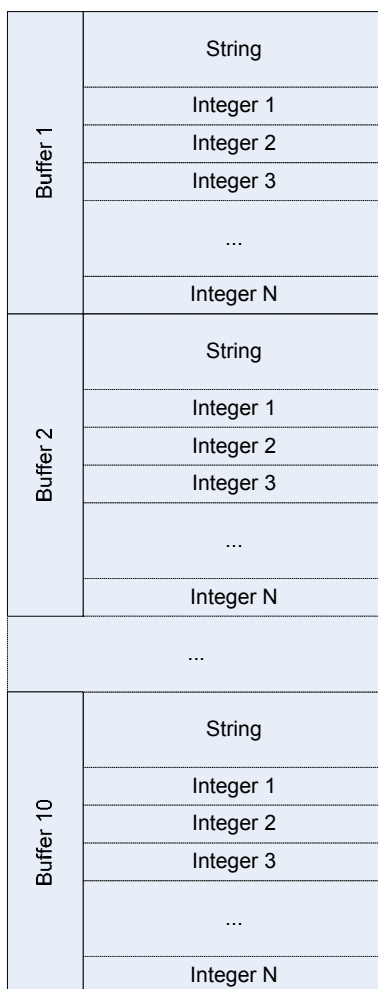 Buffer 1
String
Integer 1
Integer 2
Integer 3
...
Integer N
Buffer 2
String
Integer 1
Integer 2
Integer 3
...
Integer N
...
Buffer 10
String
Integer 1
Integer 2
Integer 3
...
Integer N